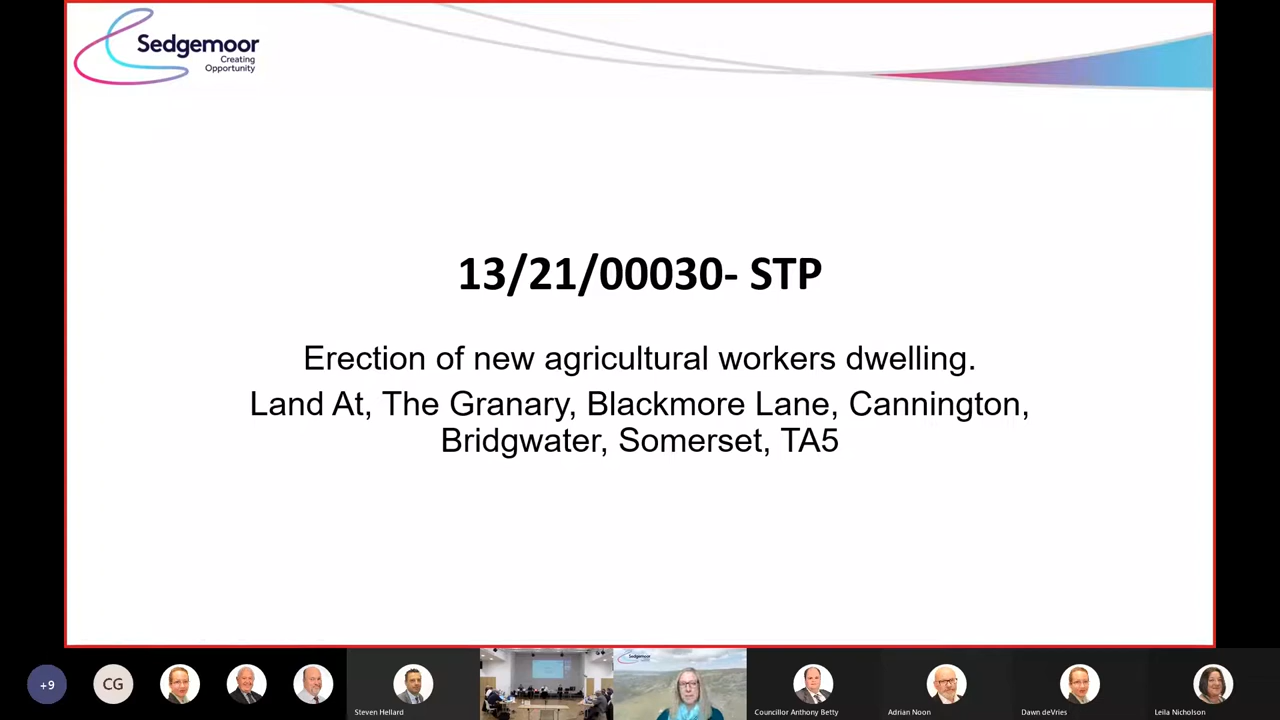 Sedgemoor
Creating
Opportunity
13/21/00030- STP
Erection of new agricultural workers dwelling.
Land At, The Granary, Blackmore Lane, Cannington,
Bridgwater, Somerset, TA5
+9
CG
Steven Hellard
Sedgemoor
Councillor Anthony Betty
Adrian Noon
Dawn deVries
Leila Nicholson